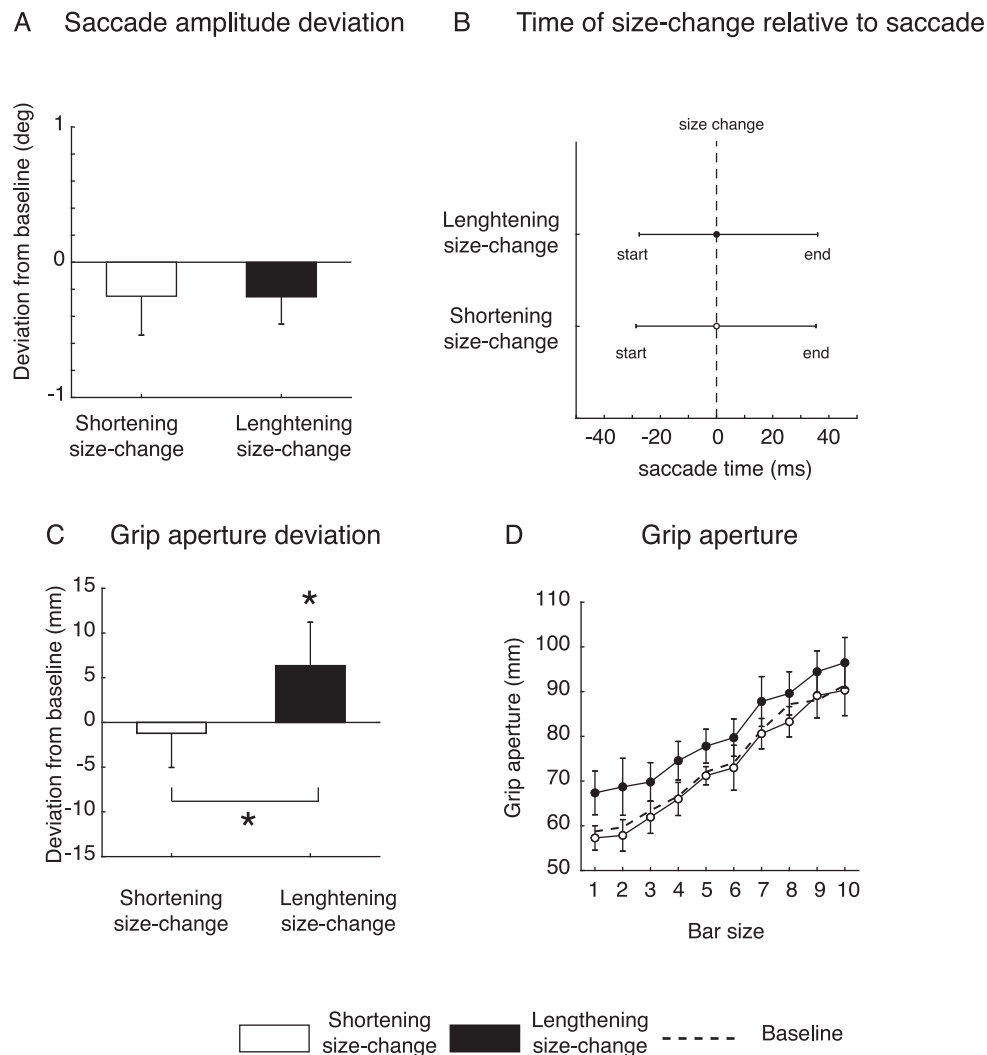 A Saccade amplitude deviation
Deviation from baseline (deg)
1
0
-1
Shortening
size-change
Lenghtening
size-change
B Time of size-change relative to saccade
size change
Lenghtening
size-change
start
end
Shortening
size-change
start
end
-40 -20 0 20 40
saccade time (ms)
C Grip aperture deviation
Deviation from baseline (mm)
15
10
5
0
-5
-10
-15
*
*
Shortening
size-change
Lenghtening
size-change
D Grip aperture
Grip aperture (mm)
110
100
90
80
70
60
50
1 2 3 4 5 6 7 8 9 10
Bar size
Shortening
size-change
Lengthening
size-change
Baseline